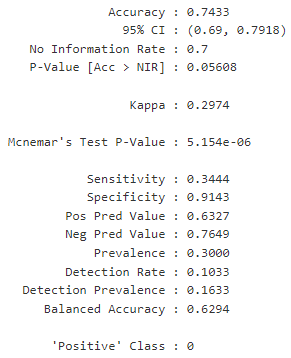 Accuracy : 0.7433
95% CI : (0.69, 0.7918)
No Information Rate : 0.7
P-Value [Acc > NIR] : 0.05608
Kappa : 0.2974
Mcnemar's Test P-Value : 5.154e-06
Sensitivity : 0.3444
Specificity : 0.9143
Pos Pred Value : 0.6327
Neg Pred Value : 0.7649
Prevalence : 0.3000
Detection Rate : 0.1033
Detection Prevalence : 0.1633
Balanced Accuracy : 0.6294
'Positive' Class : 0